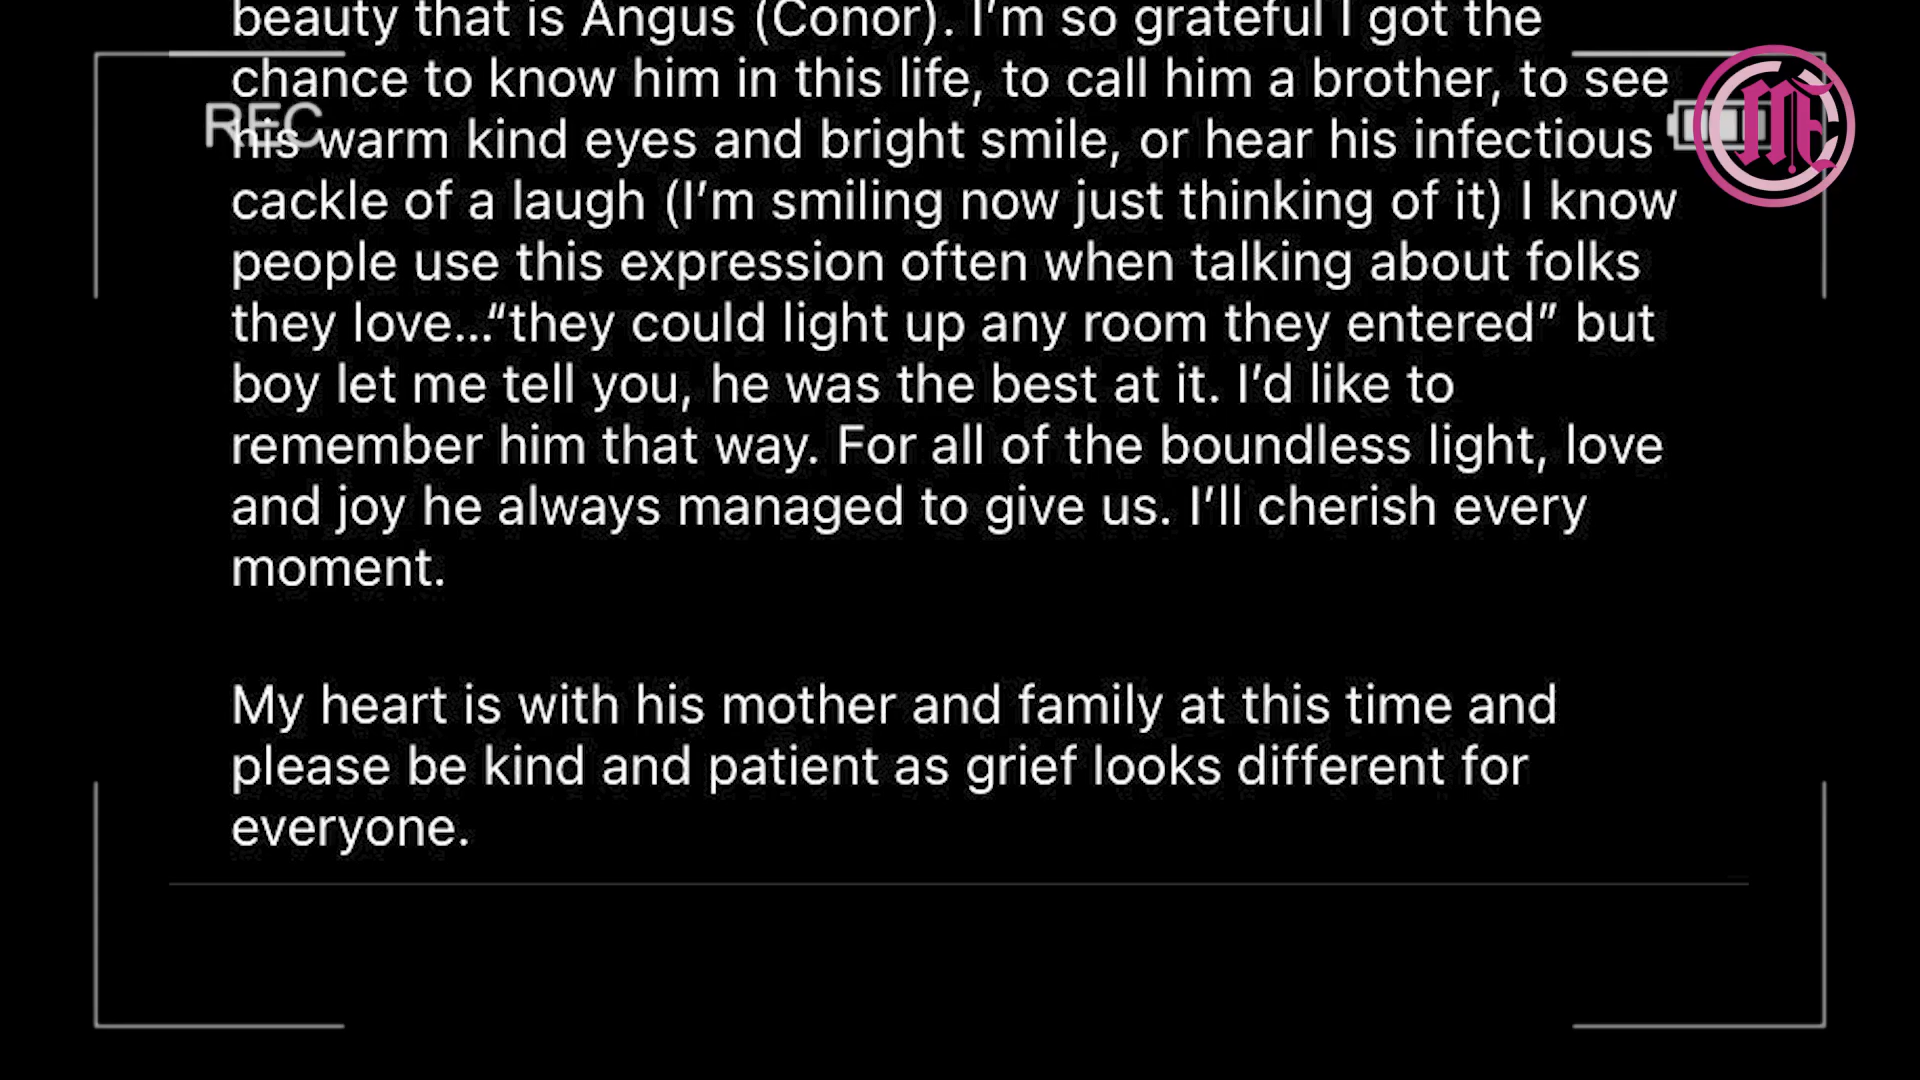 beauty that is Angus (Conor). I'm so grateful I got the
chance to know him in this life, to call him a brother, to see
REC
his warm kind eyes and bright smile, or hear his infectious
cackle of a laugh (I'm smiling now just thinking of it) I know
people use this expression often when talking about folks
they love...“they could light up any room they entered” but
boy let me tell you, he was the best at it. I'd like to
remember him that way. For all of the boundless light, love
and joy he always managed to give us. I'll cherish every
moment.
My heart is with his mother and family at this time and
please be kind and patient as grief looks different for
everyone.